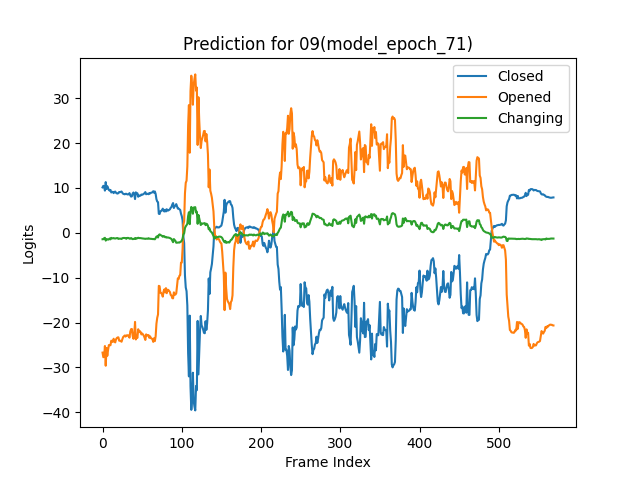 Prediction for 09(model_epoch_71)
Closed
Opened
Changing
Logits
30
20
10
0
−10
−20
−30
−40
0 100 200 300 400 500
Frame Index